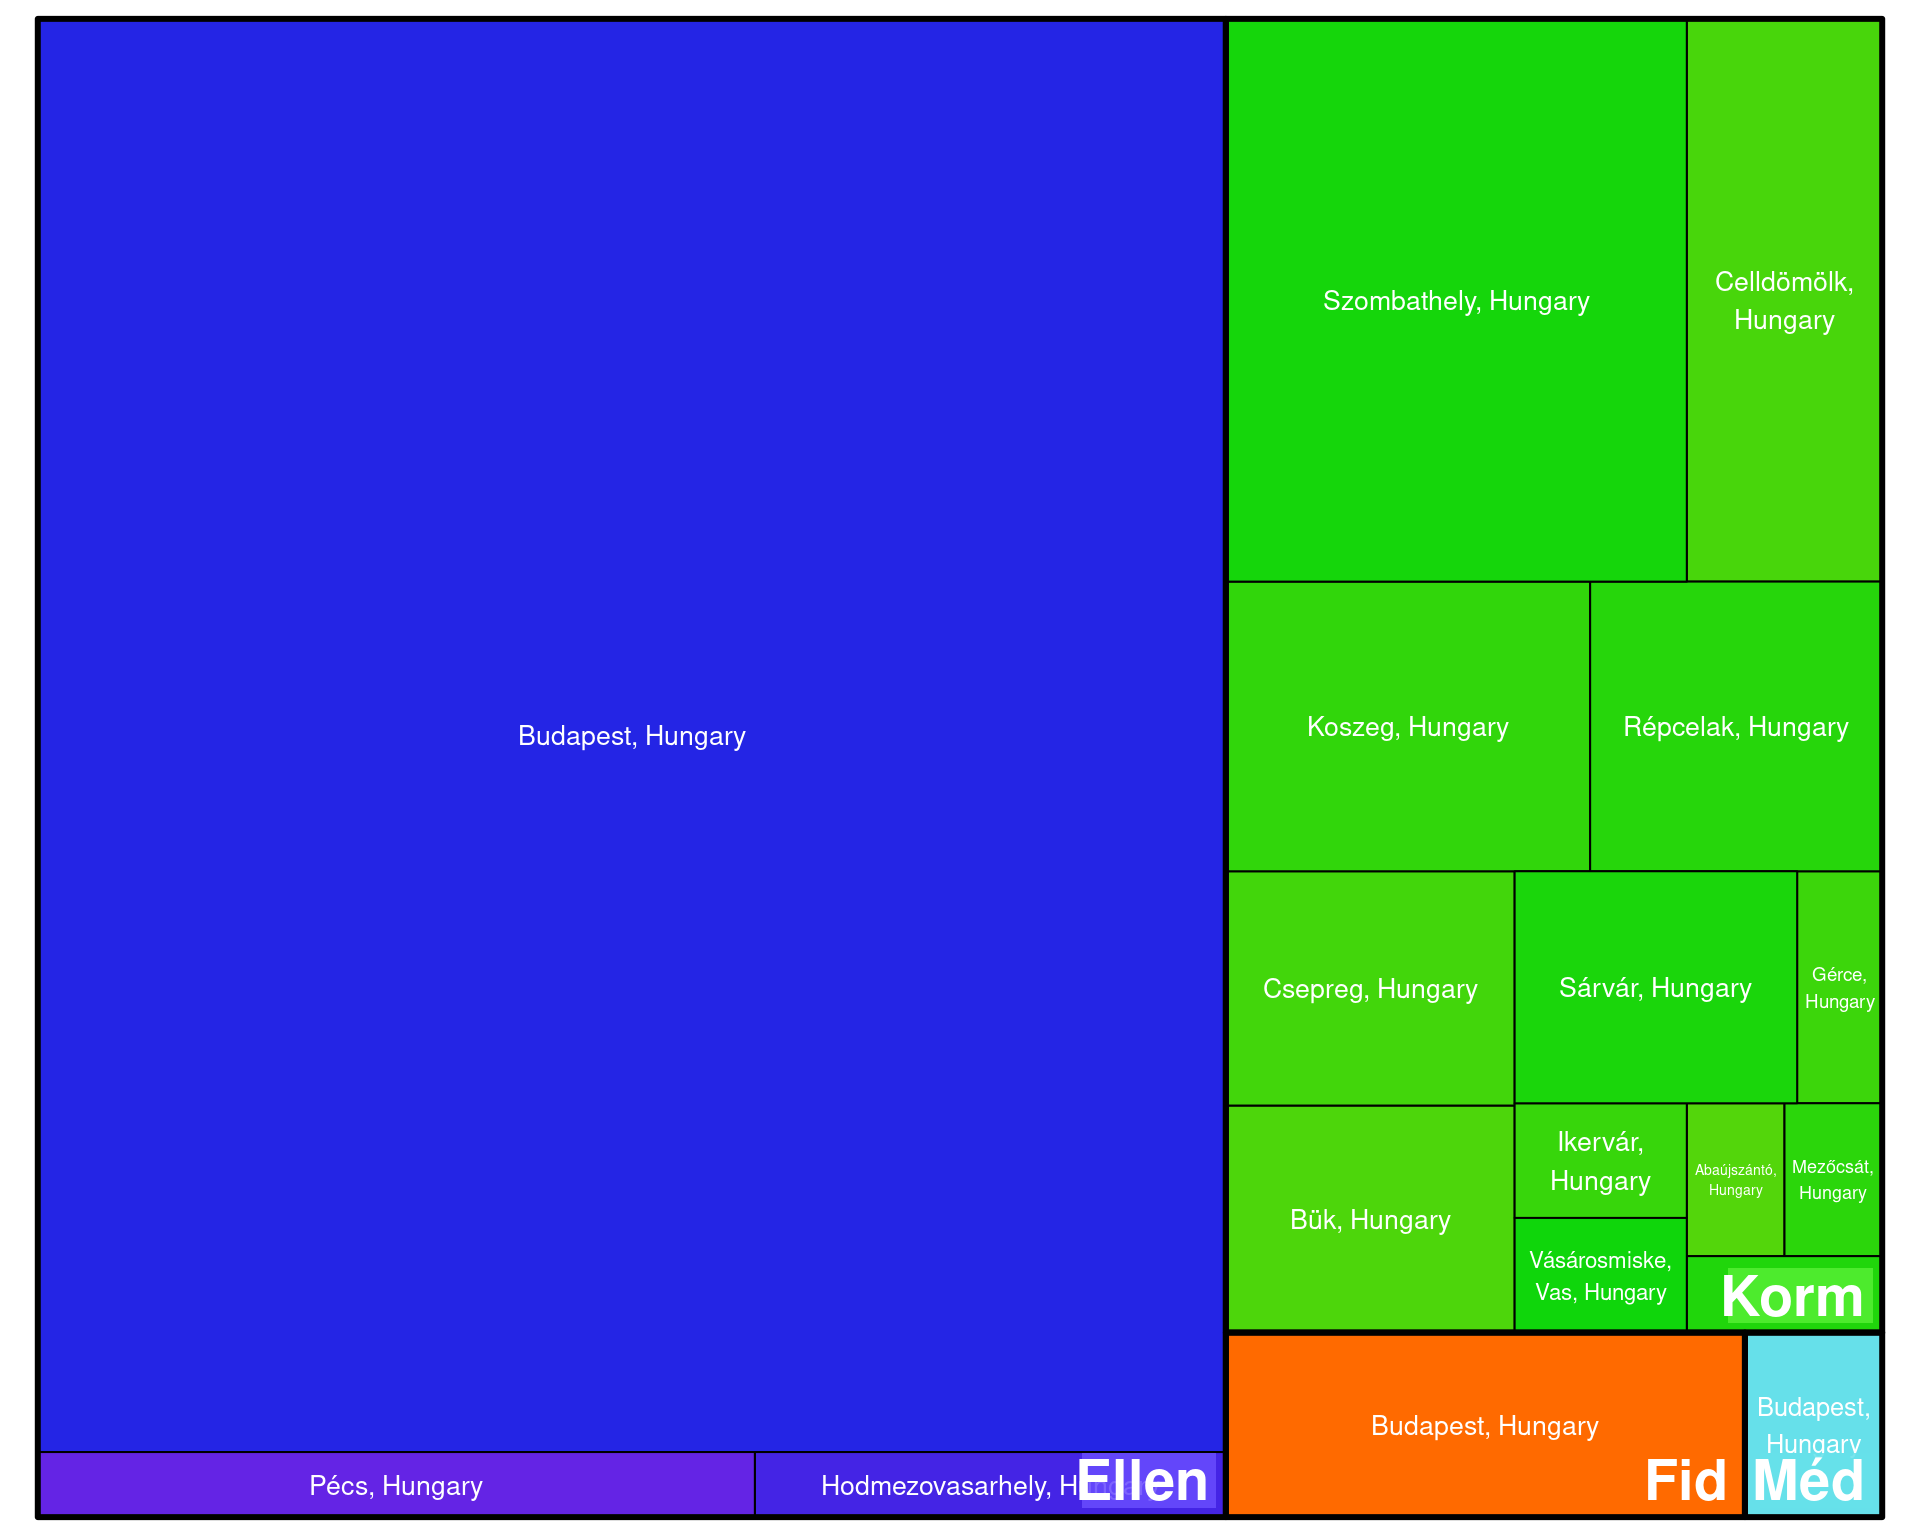 Budapest, Hungary
Pécs, Hungary
Hodmezovasarhely, Hungary
Ellen
Szombathely, Hungary
Celldömölk,
Hungary
Koszeg, Hungary
Répcelak, Hungary
Csepreg, Hungary
Sárvár, Hungary
Gérce,
Hungary
Bük, Hungary
Ikervár,
Hungary
Vásárosmiske,
Vas, Hungary
Abaújszántó,
Hungary
Mezőcsát,
Hungary
Korm
Budapest, Hungary
Fid
Budapest,
Hungary
Méd